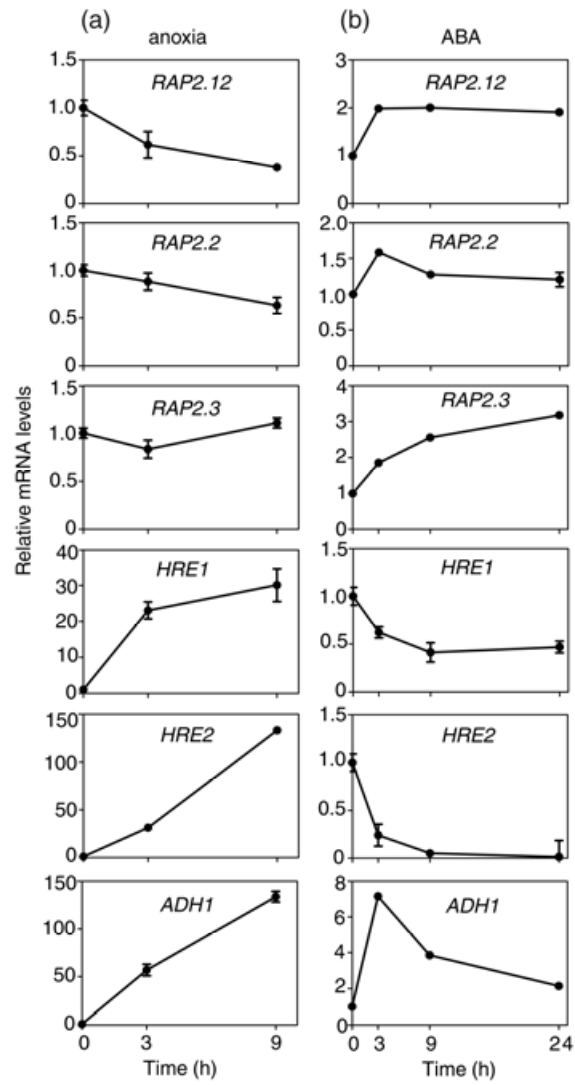 (a) (b)
anoxia ABA
RAP2.12 RAP2.12
1.5 3
1.0 2
0.5 1
0 0
RAP2.2 RAP2.2
1.5 2.0
1.0 1.5
0.5 1.0
0 0.5
0
RAP2.3 RAP2.3
1.5 4
1.0 3
0.5 2
0 1
0
Relative mRNA levels
HRE1 HRE1
40 1.5
30 1.0
20 0.5
10 0
0
HRE2 HRE2
150 1.5
100 1.0
50 0.5
0 0
ADH1 ADH1
150 8
100 6
50 4
0 2
0
0 3 9 0 3 9 24
Time (h) Time (h)